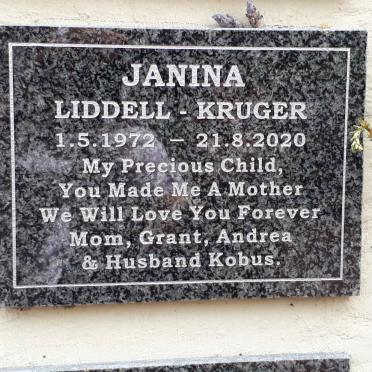 JANINA
LIDDELL - KRUGER
1.5.1972 – 21.8.2020
My Precious Child,
You Made Me A Mother
We Will Love You Forever
Mom, Grant, Andrea
& Husband Kobus.